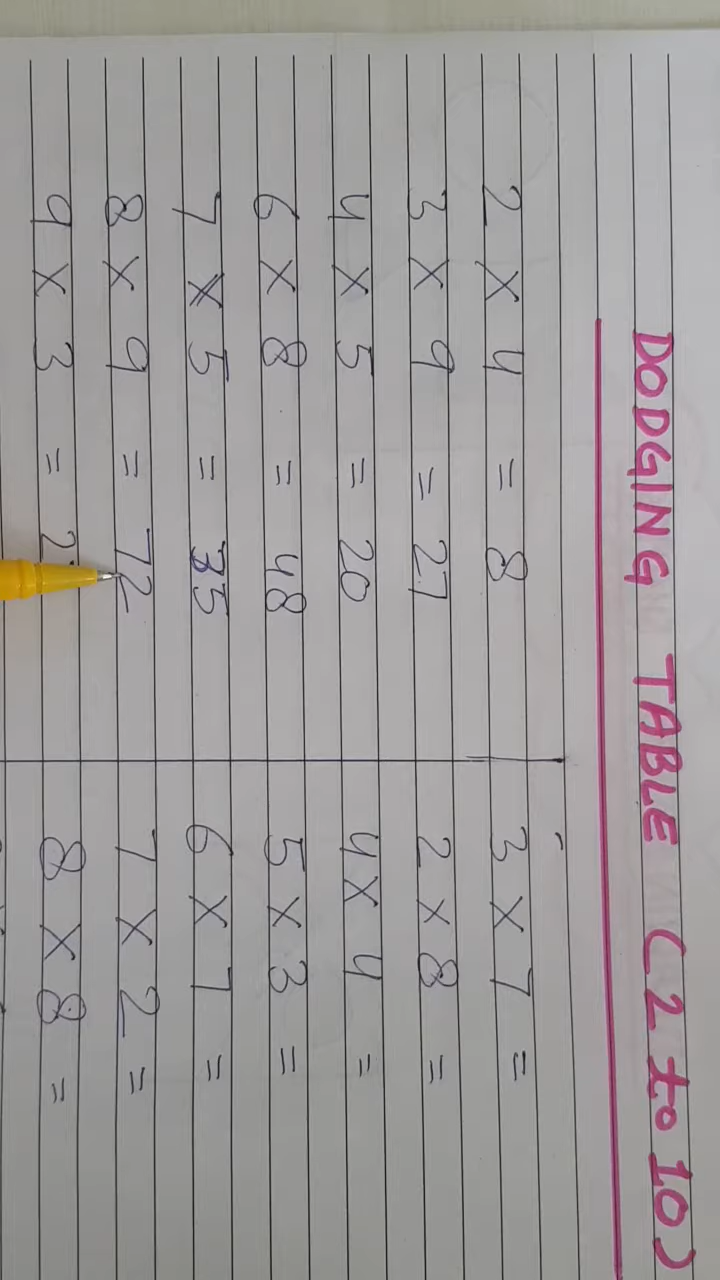 DODGING TABLE (2 to 10)
2 × 4 = 8
3 × 9 = 27
4 × 5 = 20
6 × 8 = 48
7 × 5 = 35
8 × 9 = 72
9 × 3 = 2
3 × 7 =
2 × 8 =
4 × 4 =
5 × 3 =
6 × 7 =
7 × 2 =
8 × 8 =